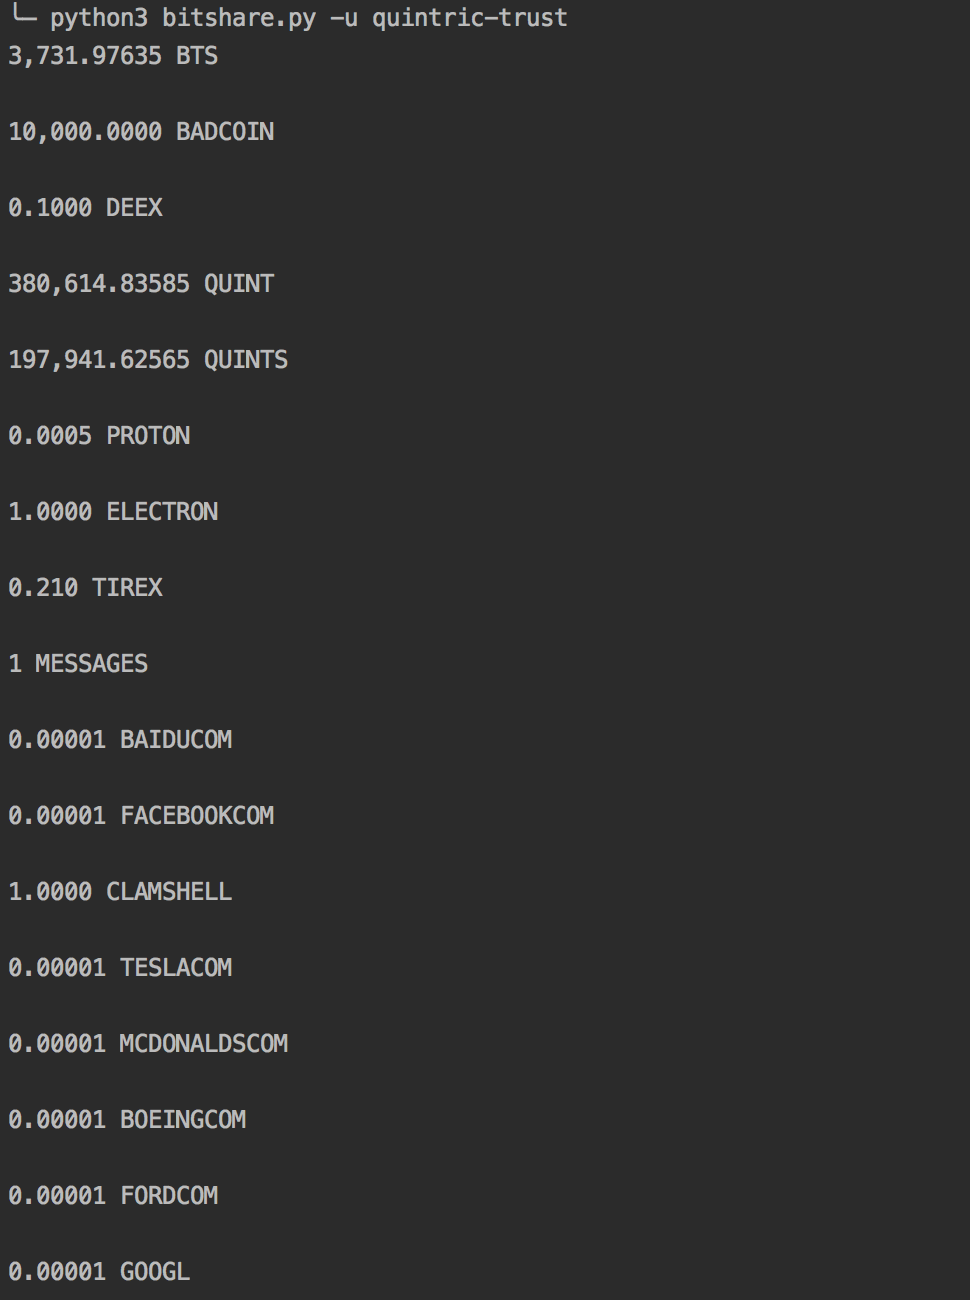 ╰─ python3 bitshare.py -u quintric-trust
3,731.97635 BTS
10,000.0000 BADCOIN
0.1000 DEEX
380,614.83585 QUINT
197,941.62565 QUINTS
0.0005 PROTON
1.0000 ELECTRON
0.210 TIREX
1 MESSAGES
0.00001 BAIDUCOM
0.00001 FACEBOOKCOM
1.0000 CLAMSHELL
0.00001 TESLACOM
0.00001 MCDONALDSCOM
0.00001 BOEINGCOM
0.00001 FORDCOM
0.00001 GOOGL